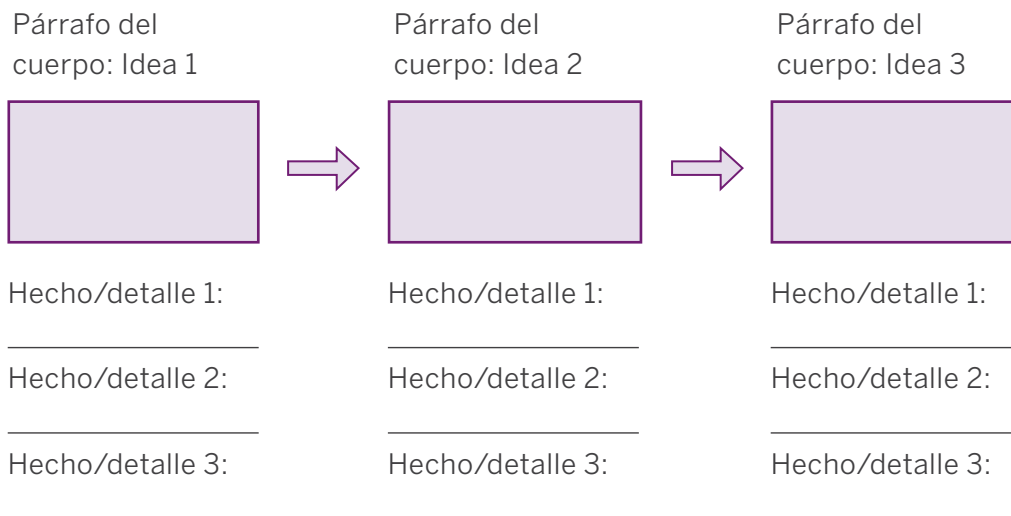 Párrafo del
cuerpo: Idea 1
Párrafo del
cuerpo: Idea 2
Párrafo del
cuerpo: Idea 3
Hecho/detalle 1:
Hecho/detalle 1:
Hecho/detalle 1:
Hecho/detalle 2:
Hecho/detalle 2:
Hecho/detalle 2:
Hecho/detalle 3:
Hecho/detalle 3:
Hecho/detalle 3: